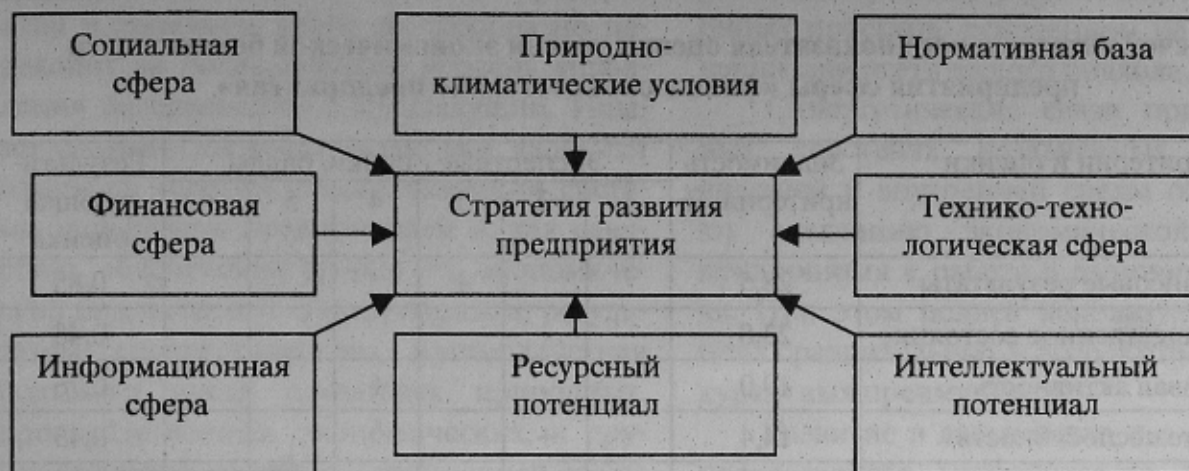 Социальная
сфера
Природно-
климатические условия
Нормативная база
Финансовая
сфера
Стратегия развития
предприятия
Технико-техно-
логическая сфера
Информационная
сфера
Ресурсный
потенциал
Интеллектуальный
потенциал